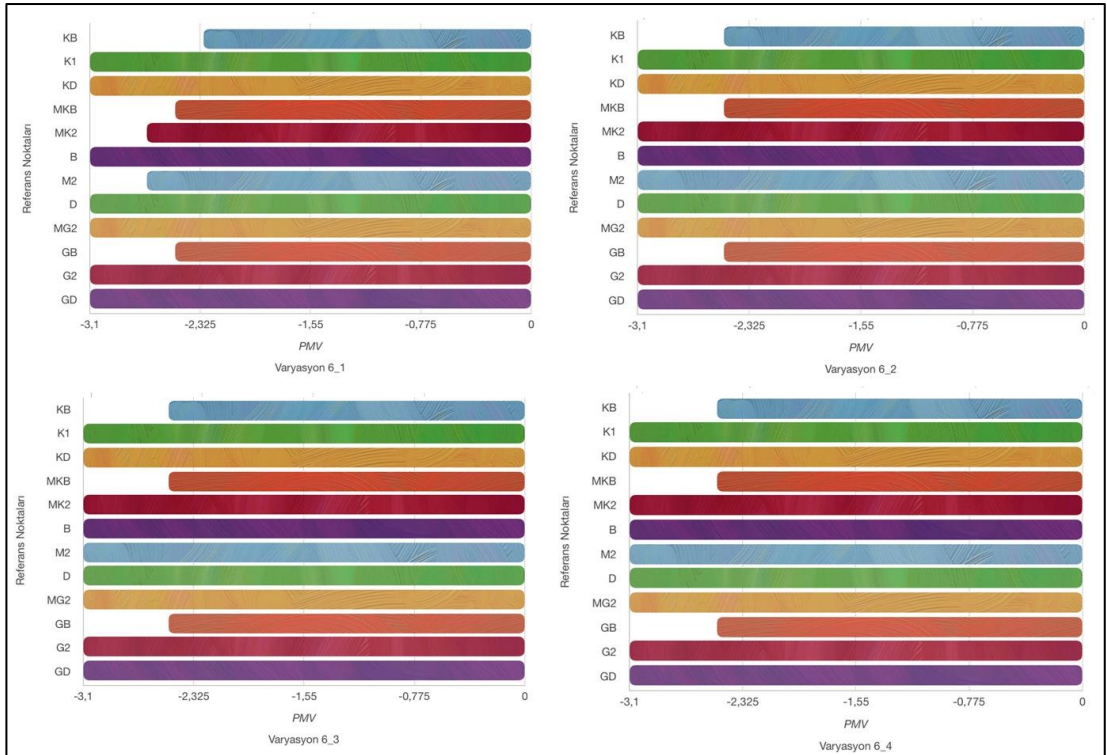 KB
K1
KD
MKB
MK2
B
M2
D
MG2
GB
G2
GD
Referans Noktaları
-3,1 -2,325 -1,55 -0,775 0
PMV
Varyasyon 6_1
KB
K1
KD
MKB
MK2
B
M2
D
MG2
GB
G2
GD
Referans Noktaları
-3,1 -2,325 -1,55 -0,775 0
PMV
Varyasyon 6_2
KB
K1
KD
MKB
MK2
B
M2
D
MG2
GB
G2
GD
Referans Noktaları
-3,1 -2,325 -1,55 -0,775 0
PMV
Varyasyon 6_3
KB
K1
KD
MKB
MK2
B
M2
D
MG2
GB
G2
GD
Referans Noktaları
-3,1 -2,325 -1,55 -0,775 0
PMV
Varyasyon 6_4